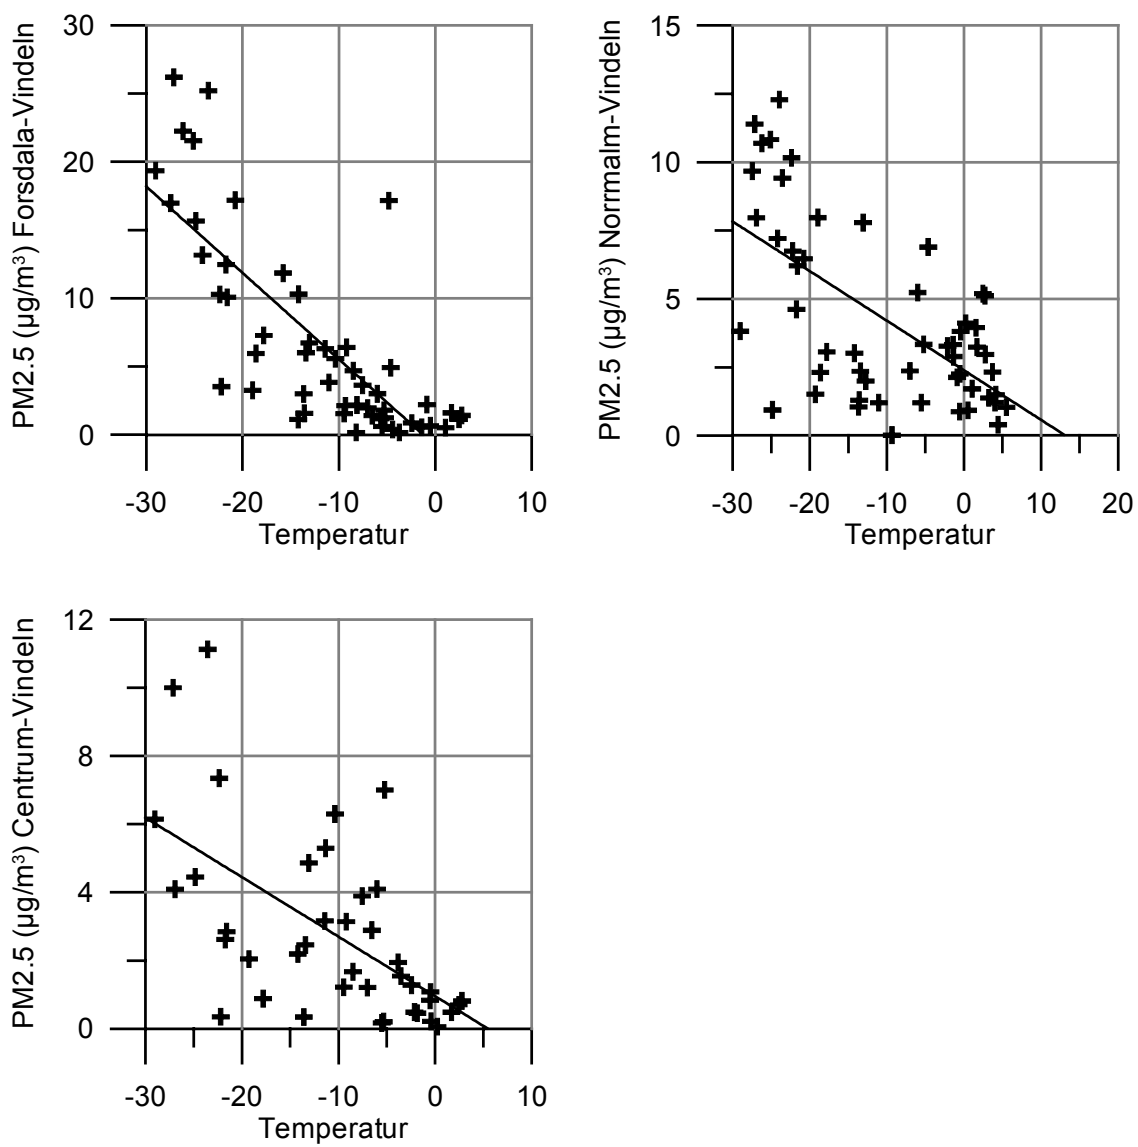 30
20
10
0
-30 -20 -10 0 10
Temperatur
PM2.5 (µg/m³) Forsdala-Vindeln
15
10
5
0
-30 -20 -10 0 10 20
Temperatur
PM2.5 (µg/m³) Norrmalm-Vindeln
12
8
4
0
-30 -20 -10 0 10
Temperatur
PM2.5 (µg/m³) Centrum-Vindeln